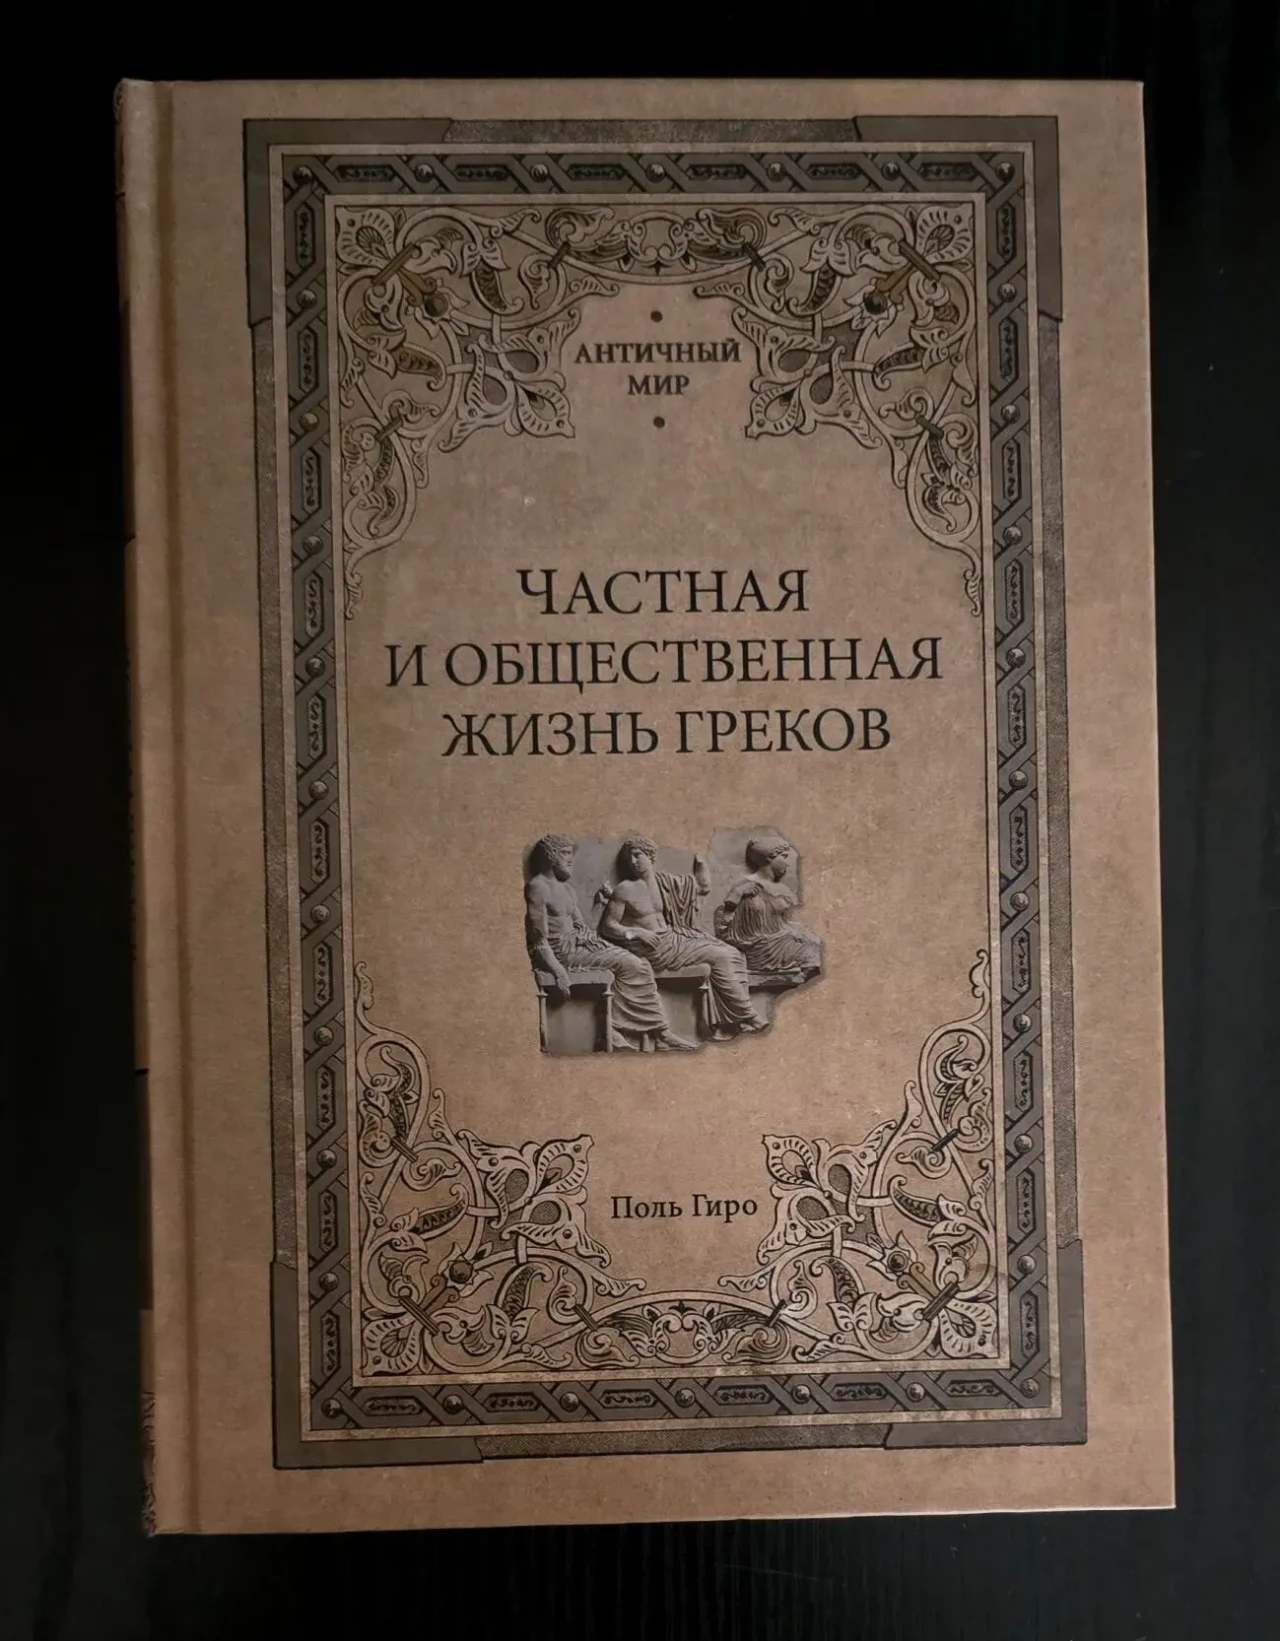 АНТИЧНЫЙ
МИР
ЧАСТНАЯ
И ОБЩЕСТВЕННАЯ
ЖИЗНЬ ГРЕКОВ
Поль Гиро